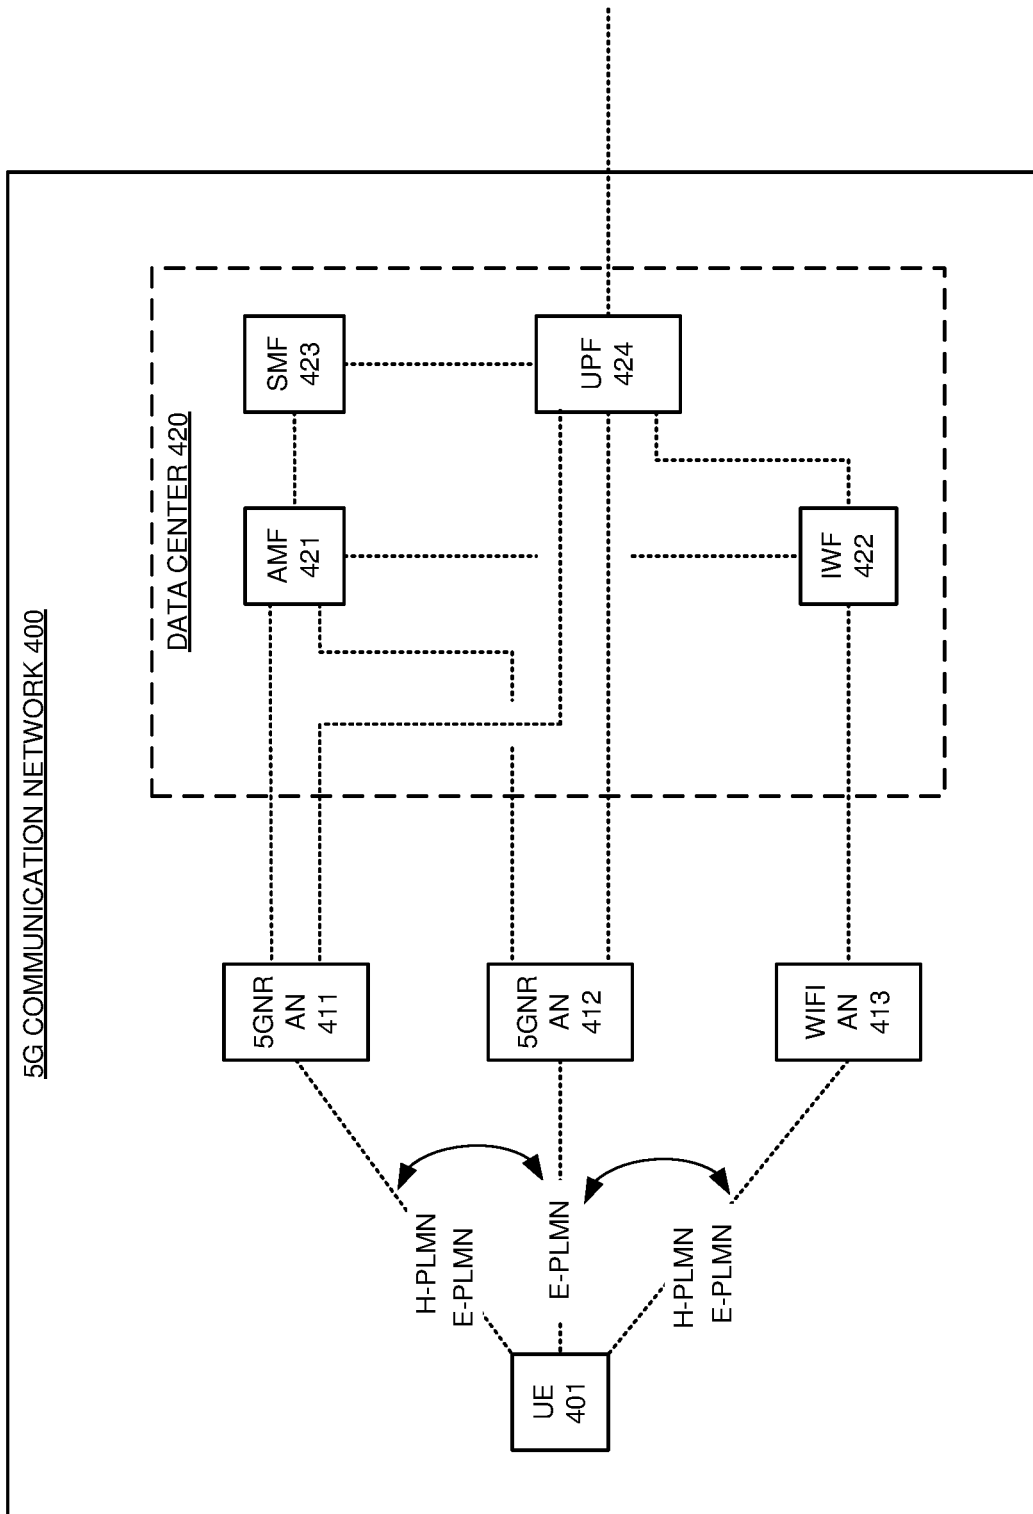 5G COMMUNICATION NETWORK 400
DATA CENTER 420
UE
401
H-PLMN
E-PLMN
E-PLMN
H-PLMN
E-PLMN
5GNR
AN
411
5GNR
AN
412
WIFI
AN
413
AMF
421
SMF
423
IWF
422
UPF
424